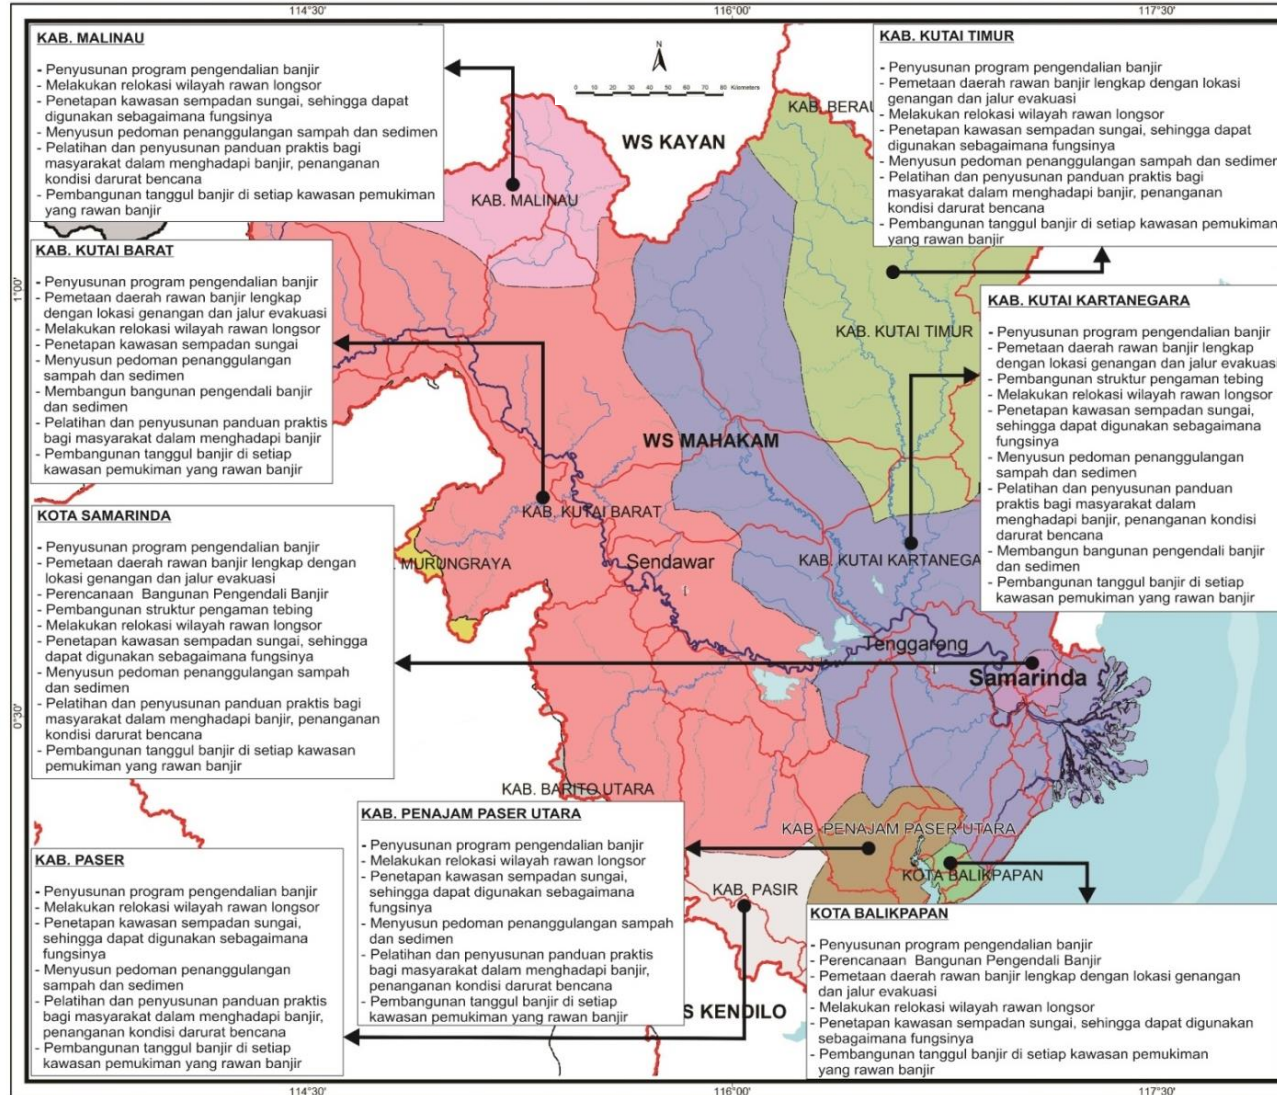 114°30'
116°00'
117°30'
KAB. MALINAU
- Penyusunan program pengendalian banjir
- Melakukan relokasi wilayah rawan longsor
- Penetapan kawasan sempadan sungai, sehingga dapat
digunakan sebagaimana fungsinya
- Menyusun pedoman penanggulangan sampah dan sedimen
- Pelatihan dan penyusunan panduan praktis bagi
masyarakat dalam menghadapi banjir, penanganan
kondisi darurat bencana
- Pembangunan tanggul banjir di setiap kawasan pemukiman
yang rawan banjir
N
0 10 20 30 40 50 60 70 80 Kilometers
KAB. KUTAI TIMUR
- Penyusunan program pengendalian banjir
- Pemetaan daerah rawan banjir lengkap dengan lokasi
genangan dan jalur evakuasi
- Melakukan relokasi wilayah rawan longsor
- Penetapan kawasan sempadan sungai, sehingga dapat
digunakan sebagaimana fungsinya
- Menyusun pedoman penanggulangan sampah dan sedimen
- Pelatihan dan penyusunan panduan praktis bagi
masyarakat dalam menghadapi banjir, penanganan
kondisi darurat bencana
- Pembangunan tanggul banjir di setiap kawasan pemukiman
yang rawan banjir
KAB. BERAU
WS KAYAN
KAB. MALINAU
KAB. KUTAI BARAT
- Penyusunan program pengendalian banjir
- Pemetaan daerah rawan banjir lengkap
dengan lokasi genangan dan jalur evakuasi
- Melakukan relokasi wilayah rawan longsor
- Penetapan kawasan sempadan sungai
- Menyusun pedoman penanggulangan
sampah dan sedimen
- Membangun bangunan pengendali banjir
dan sedimen
- Pelatihan dan penyusunan panduan praktis
bagi masyarakat dalam menghadapi banjir
- Pembangunan tanggul banjir di setiap
kawasan pemukiman yang rawan banjir
1°00'
KAB. KUTAI TIMUR
KAB. KUTAI KARTANEGARA
- Penyusunan program pengendalian banjir
- Pemetaan daerah rawan banjir lengkap
dengan lokasi genangan dan jalur evakuasi
- Pembangunan struktur pengaman tebing
- Melakukan relokasi wilayah rawan longsor
- Penetapan kawasan sempadan sungai,
sehingga dapat digunakan sebagaimana
fungsinya
- Menyusun pedoman penanggulangan
sampah dan sedimen
- Pelatihan dan penyusunan panduan
praktis bagi masyarakat dalam
menghadapi banjir, penanganan kondisi
darurat bencana
- Membangun bangunan pengendali banjir
dan sedimen
- Pembangunan tanggul banjir di setiap
kawasan pemukiman yang rawan banjir
WS MAHAKAM
KAB. KUTAI BARAT
Sendawar
MURUNGRAYA
KAB. KUTAI KARTANEGA
Tenggarong
Samarinda
KOTA SAMARINDA
- Penyusunan program pengendalian banjir
- Pemetaan daerah rawan banjir lengkap dengan
lokasi genangan dan jalur evakuasi
- Perencanaan Bangunan Pengendali Banjir
- Pembangunan struktur pengaman tebing
- Melakukan relokasi wilayah rawan longsor
- Penetapan kawasan sempadan sungai, sehingga
dapat digunakan sebagaimana fungsinya
- Menyusun pedoman penanggulangan sampah
dan sedimen
- Pelatihan dan penyusunan panduan praktis bagi
masyarakat dalam menghadapi banjir, penanganan
kondisi darurat bencana
- Pembangunan tanggul banjir di setiap kawasan
pemukiman yang rawan banjir
0°30'
KAB. BARITO UTARA
KAB. PENAJAM PASER UTARA
- Penyusunan program pengendalian banjir
- Melakukan relokasi wilayah rawan longsor
- Penetapan kawasan sempadan sungai,
sehingga dapat digunakan sebagaimana
fungsinya
- Menyusun pedoman penanggulangan sampah
dan sedimen
- Pelatihan dan penyusunan panduan praktis
bagi masyarakat dalam menghadapi banjir,
penanganan kondisi darurat bencana
- Pembangunan tanggul banjir di setiap
kawasan pemukiman yang rawan banjir
KAB. PENAJAM PASER UTARA
KOTA BALIKPAPAN
KAB. PASIR
S KENDILO
KAB. PASER
- Penyusunan program pengendalian banjir
- Melakukan relokasi wilayah rawan longsor
- Penetapan kawasan sempadan sungai,
sehingga dapat digunakan sebagaimana
fungsinya
- Menyusun pedoman penanggulangan
sampah dan sedimen
- Pelatihan dan penyusunan panduan praktis
bagi masyarakat dalam menghadapi banjir,
penanganan kondisi darurat bencana
- Pembangunan tanggul banjir di setiap
kawasan pemukiman yang rawan banjir
KOTA BALIKPAPAN
- Penyusunan program pengendalian banjir
- Perencanaan Bangunan Pengendali Banjir
- Pemetaan daerah rawan banjir lengkap dengan lokasi genangan
dan jalur evakuasi
- Melakukan relokasi wilayah rawan longsor
- Penetapan kawasan sempadan sungai, sehingga dapat digunakan
sebagaimana fungsinya
- Pembangunan tanggul banjir di setiap kawasan pemukiman
yang rawan banjir
114°30'
116°00'
117°30'